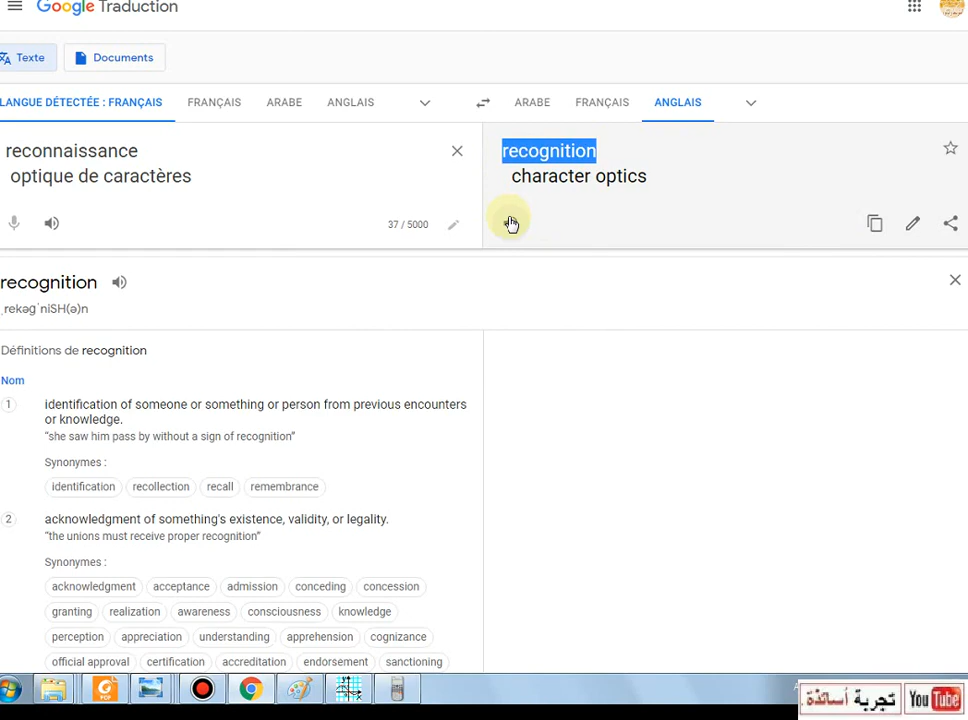 Google Traduction
Texte
Documents
LANGUE DÉTECTÉE : FRANÇAIS FRANÇAIS ARABE ANGLAIS
ARABE FRANÇAIS ANGLAIS
reconnaissance
optique de caractères
37 / 5000
recognition
character optics
recognition
ˌrekəɡˈniSH(ə)n
Définitions de recognition
Nom
1
identification of someone or something or person from previous encounters
or knowledge.
“she saw him pass by without a sign of recognition”
Synonymes :
identification recollection recall remembrance
2
acknowledgment of something's existence, validity, or legality.
“the unions must receive proper recognition”
Synonymes :
acknowledgment acceptance admission conceding concession
granting realization awareness consciousness knowledge
perception appreciation understanding apprehension cognizance
official approval certification accreditation endorsement sanctioning
PDF
تجربة أساتذة.
YouTube